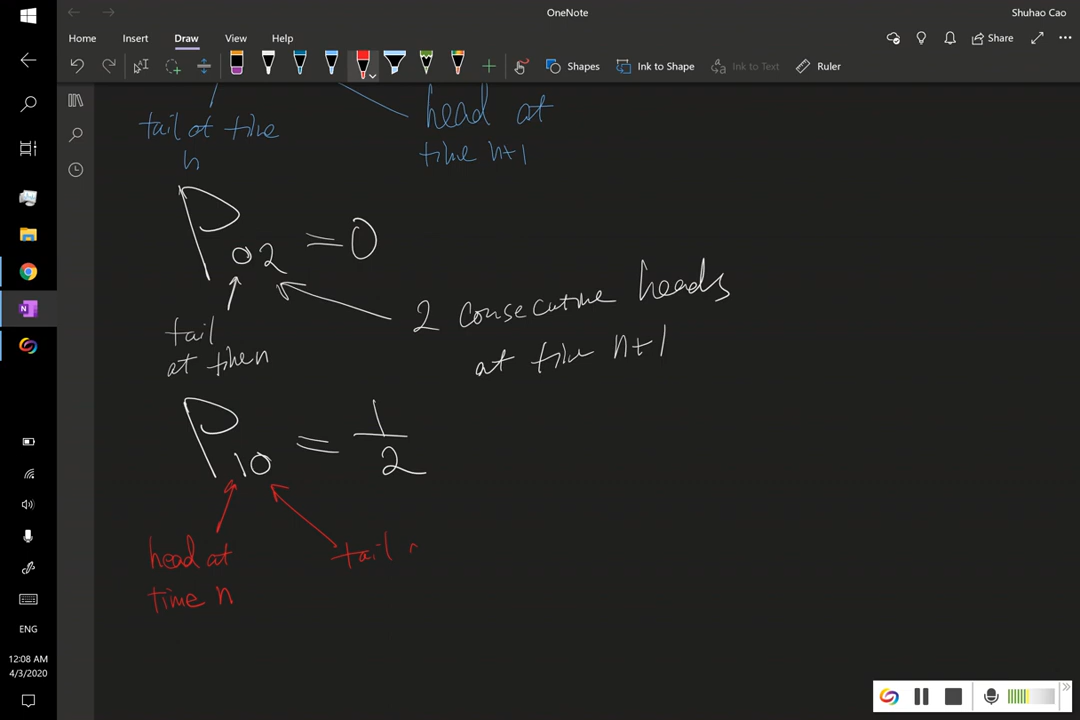 OneNote
Shuhao Cao
Home Insert Draw View Help
Share
Shapes
Ink to Shape
Ink to Text
Ruler
tail at time
n
head at
time n+1
P02 = 0
tail
at time n
2 consecutive heads
at time n+1
P10 = 1/2
head at
time n
tail
ENG
12:08 AM
4/3/2020